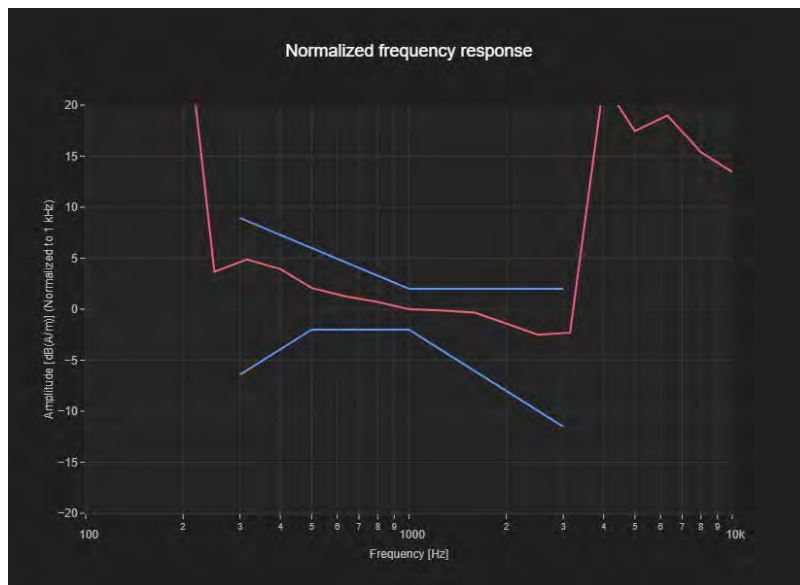 Normalized frequency response
Amplitude [dB(A/m)] (Normalized to 1 kHz)
20
15
10
5
0
−5
−10
−15
−20
100 2 3 4 5 6 7 8 9 1000 2 3 4 5 6 7 8 9 10k
Frequency [Hz]